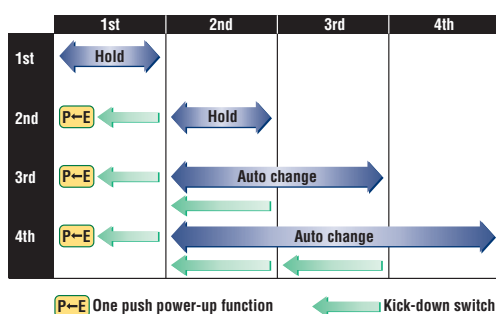 1st 2nd 3rd 4th
1st Hold
2nd P←E Hold
3rd P←E Auto change
4th P←E Auto change
P←E One push power-up function Kick-down switch